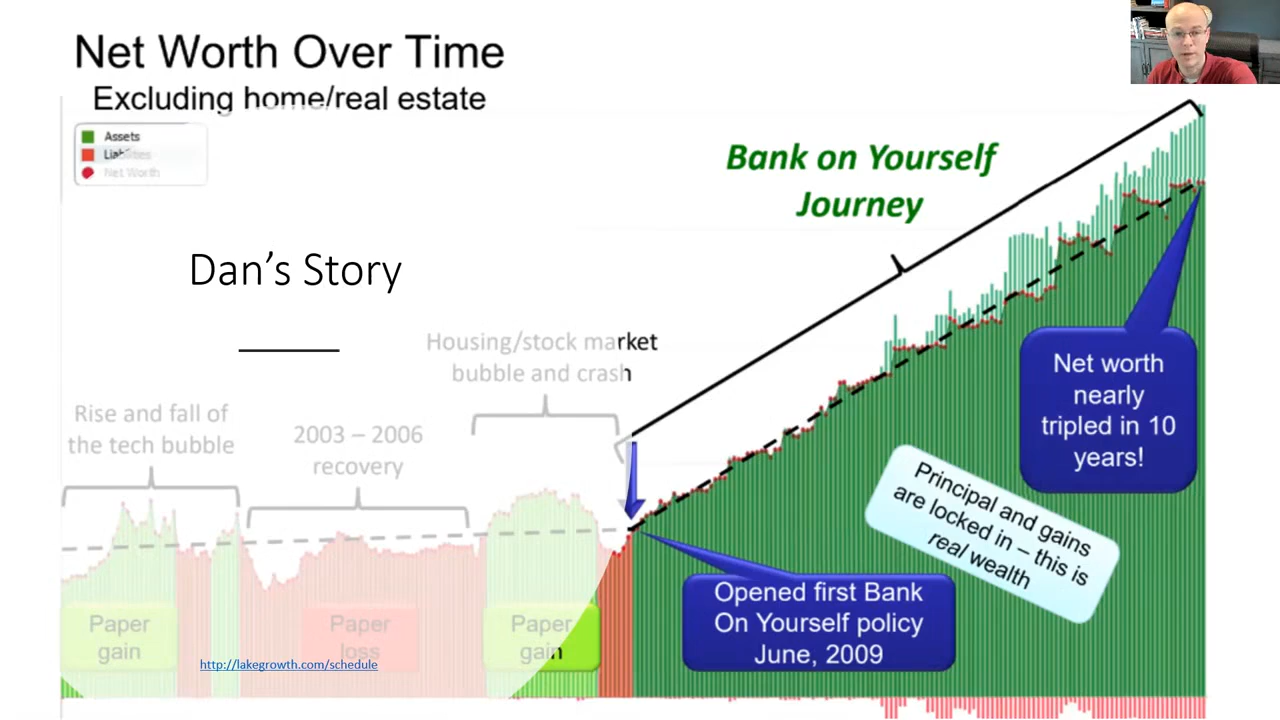 Net Worth Over Time
Excluding home/real estate
Assets
Liabilities
Net Worth
Bank on Yourself
Journey
Dan's Story
Housing/stock market
bubble and crash
Rise and fall of
the tech bubble
2003 – 2006
recovery
Net worth
nearly
tripled in 10
years!
Principal and gains
are locked in – this is
real wealth
Opened first Bank
On Yourself policy
June, 2009
Paper
gain
Paper
loss
Paper
gain
http://lakegrowth.com/schedule